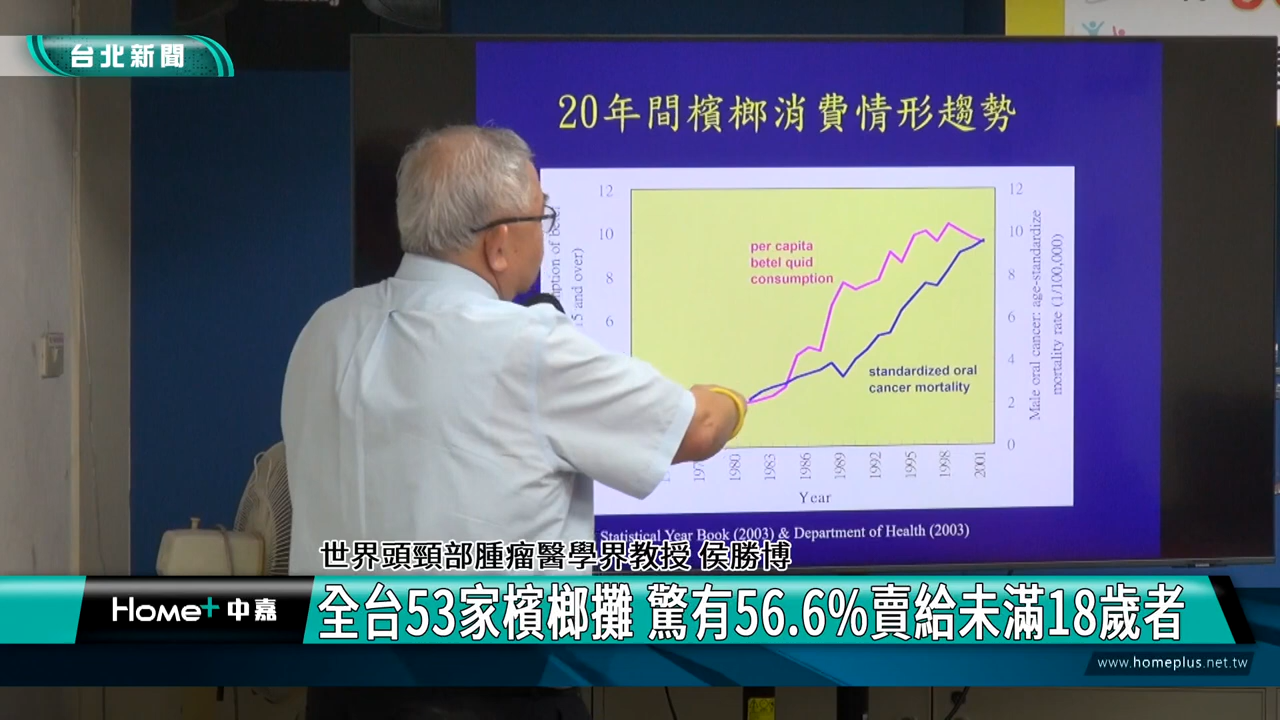 台北新聞
20年間檳榔消費情形趨勢
12
10
8
6
per capita
betel quid
consumption
standardized oral
cancer mortality
12
10
8
6
4
2
0
Male oral cancer: age-standardize
mortality rate (1/100,000)
15 and over)
1980
1983
1986
1989
1992
1995
1998
2001
Year
Statistical Year Book (2003) & Department of Health (2003)
世界頭頸部腫瘤醫學界教授 侯勝博
Home+ 中嘉
全台53家檳榔攤 驚有56.6%賣給未滿18歲者
www.homeplus.net.tw